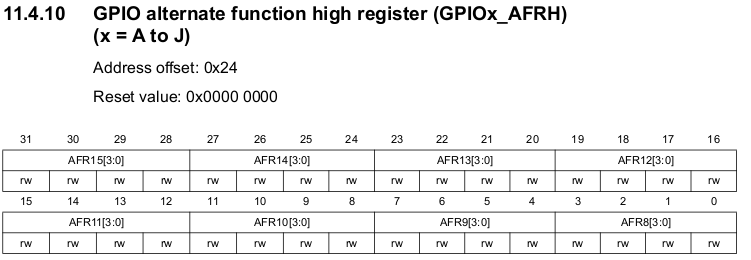 11.4.10 GPIO alternate function high register (GPIOx_AFRH)
(x = A to J)
Address offset: 0x24
Reset value: 0x0000 0000
31 30 29 28 27 26 25 24 23 22 21 20 19 18 17 16
AFR15[3:0] AFR14[3:0] AFR13[3:0] AFR12[3:0]
rw rw rw rw rw rw rw rw rw rw rw rw rw rw rw rw
15 14 13 12 11 10 9 8 7 6 5 4 3 2 1 0
AFR11[3:0] AFR10[3:0] AFR9[3:0] AFR8[3:0]
rw rw rw rw rw rw rw rw rw rw rw rw rw rw rw rw